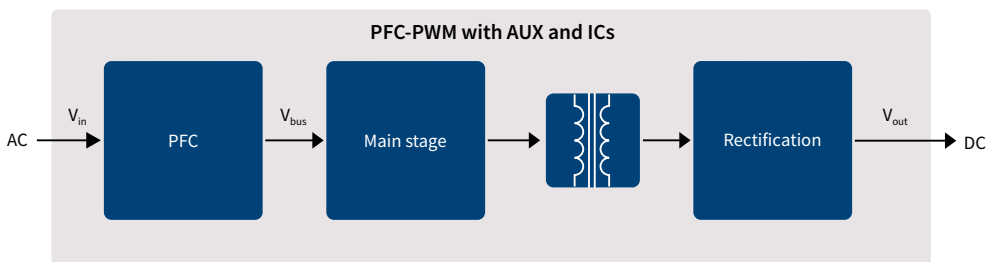 PFC-PWM with AUX and ICs
AC
Vin
PFC
Vbus
Main stage
Rectification
Vout
DC